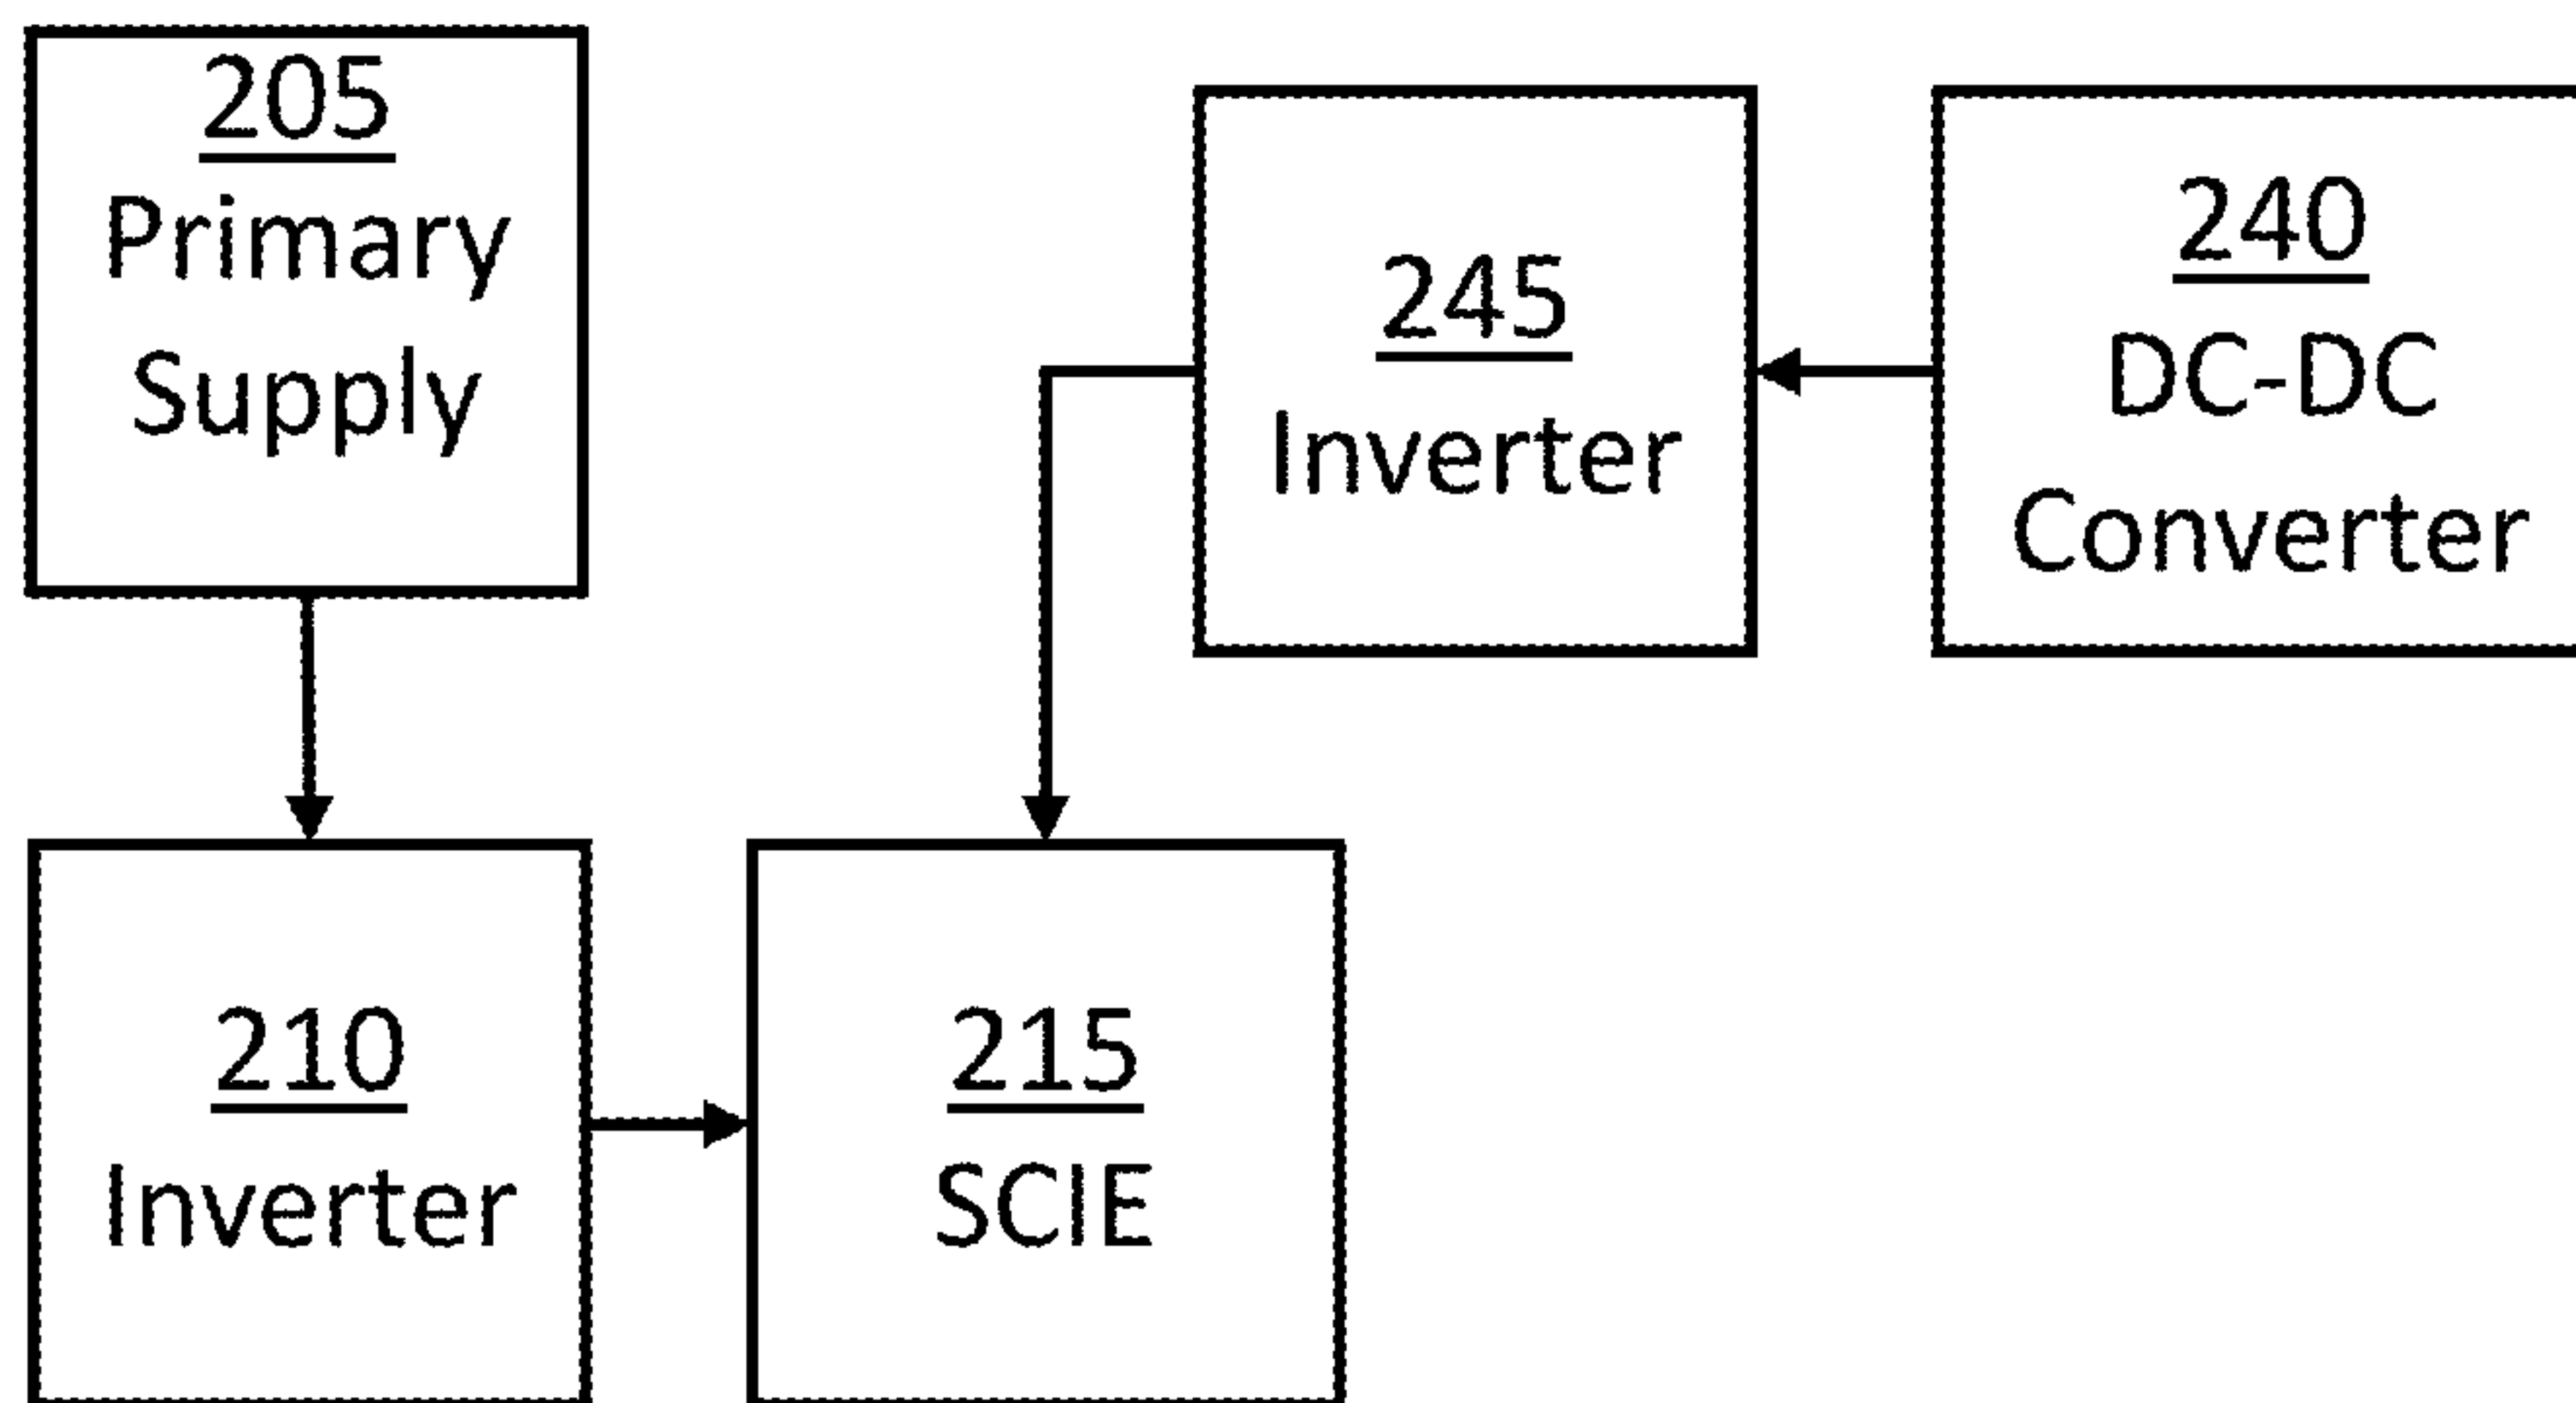 205
Primary
Supply
245
Inverter
240
DC-DC
Converter
210
Inverter
215
SCIE